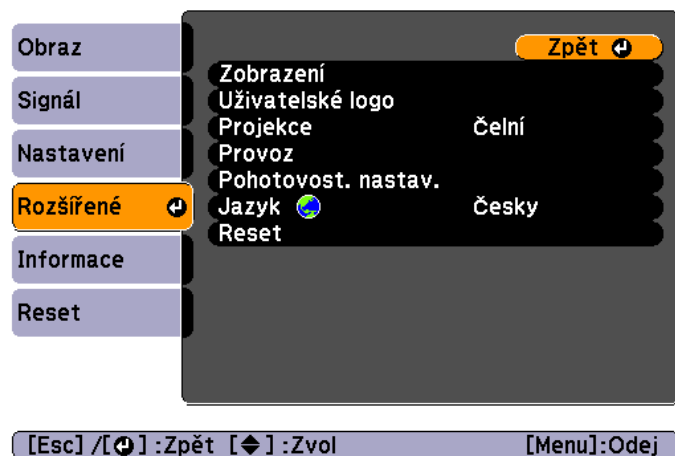 Obraz
Signál
Nastavení
Rozšířené
Informace
Reset
Zpět
Zobrazení
Uživatelské logo
Projekce Čelní
Provoz
Pohotovost. nastav.
Jazyk Česky
Reset
[Esc] /[ ] :Zpět [ ] :Zvol [Menu]:Odej